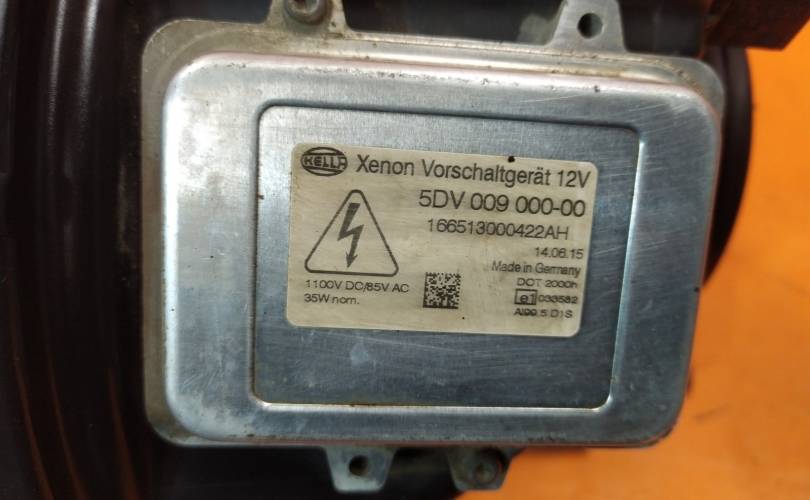 HELLA Xenon Vorschaltgerät 12V
5DV 009 000-00
166513000422AH
14.06.15
Made in Germany
DOT 2000h
1100V DC/85V AC
e1 033582
35W nom.
AI99.5 D1S